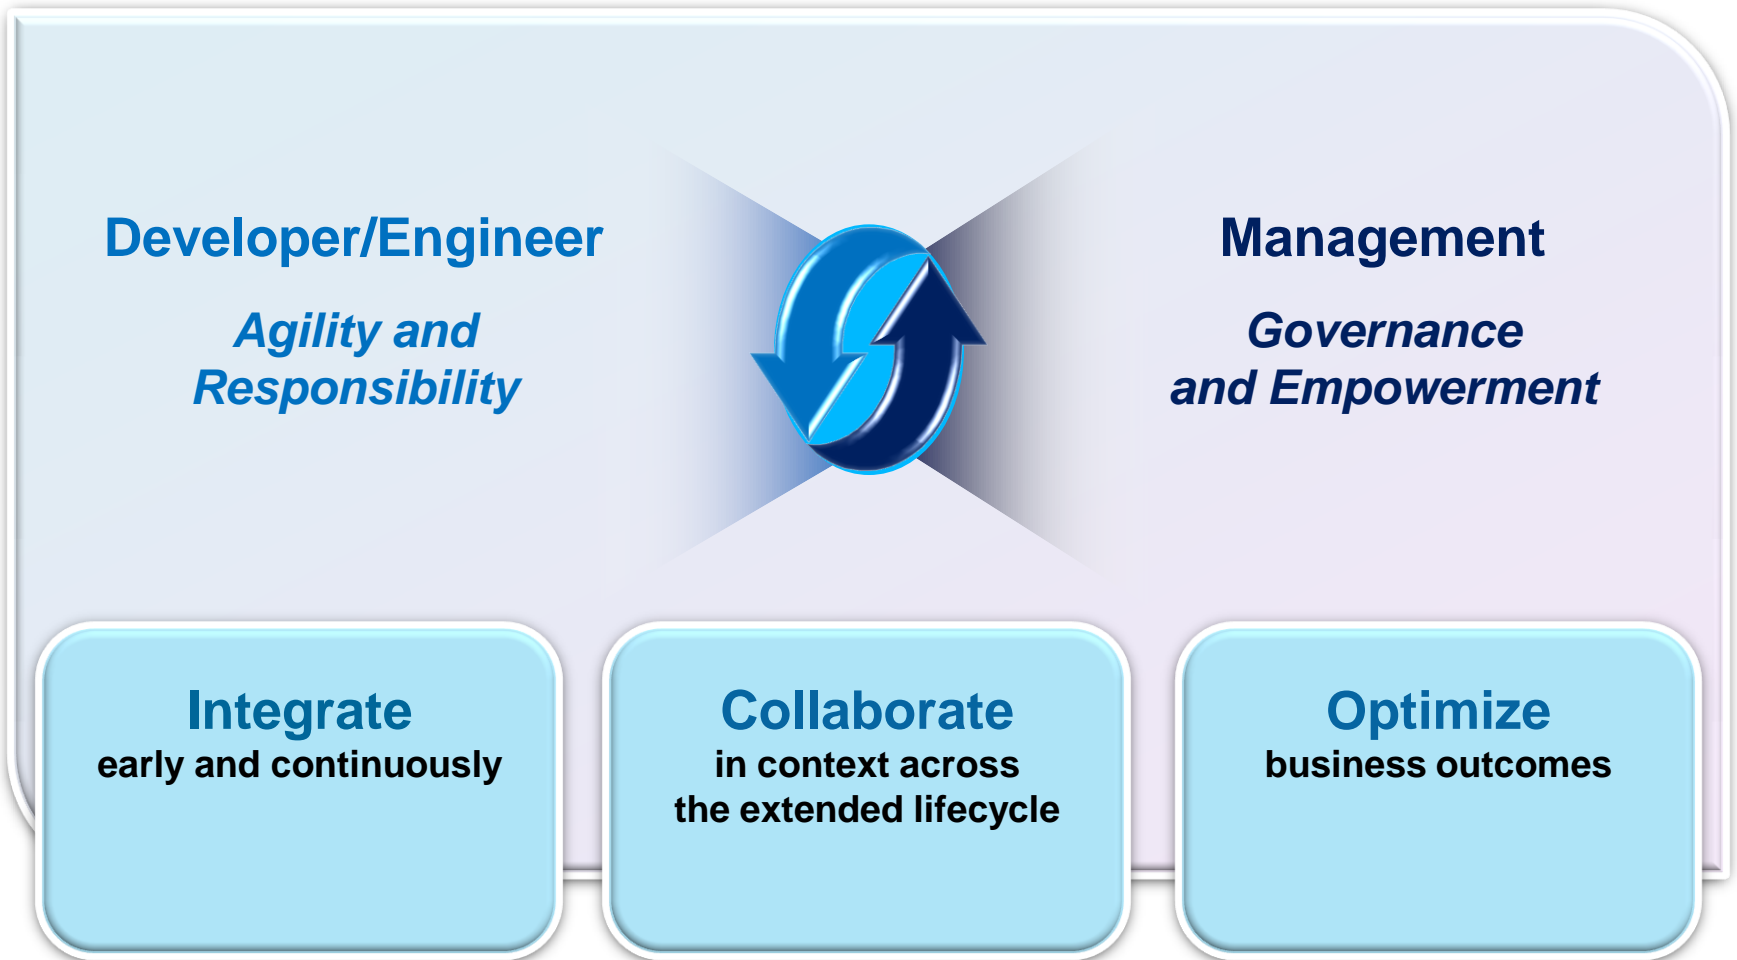 Developer/Engineer
Agility and
Responsibility
Management
Governance
and Empowerment
Integrate
early and continuously
Collaborate
in context across
the extended lifecycle
Optimize
business outcomes